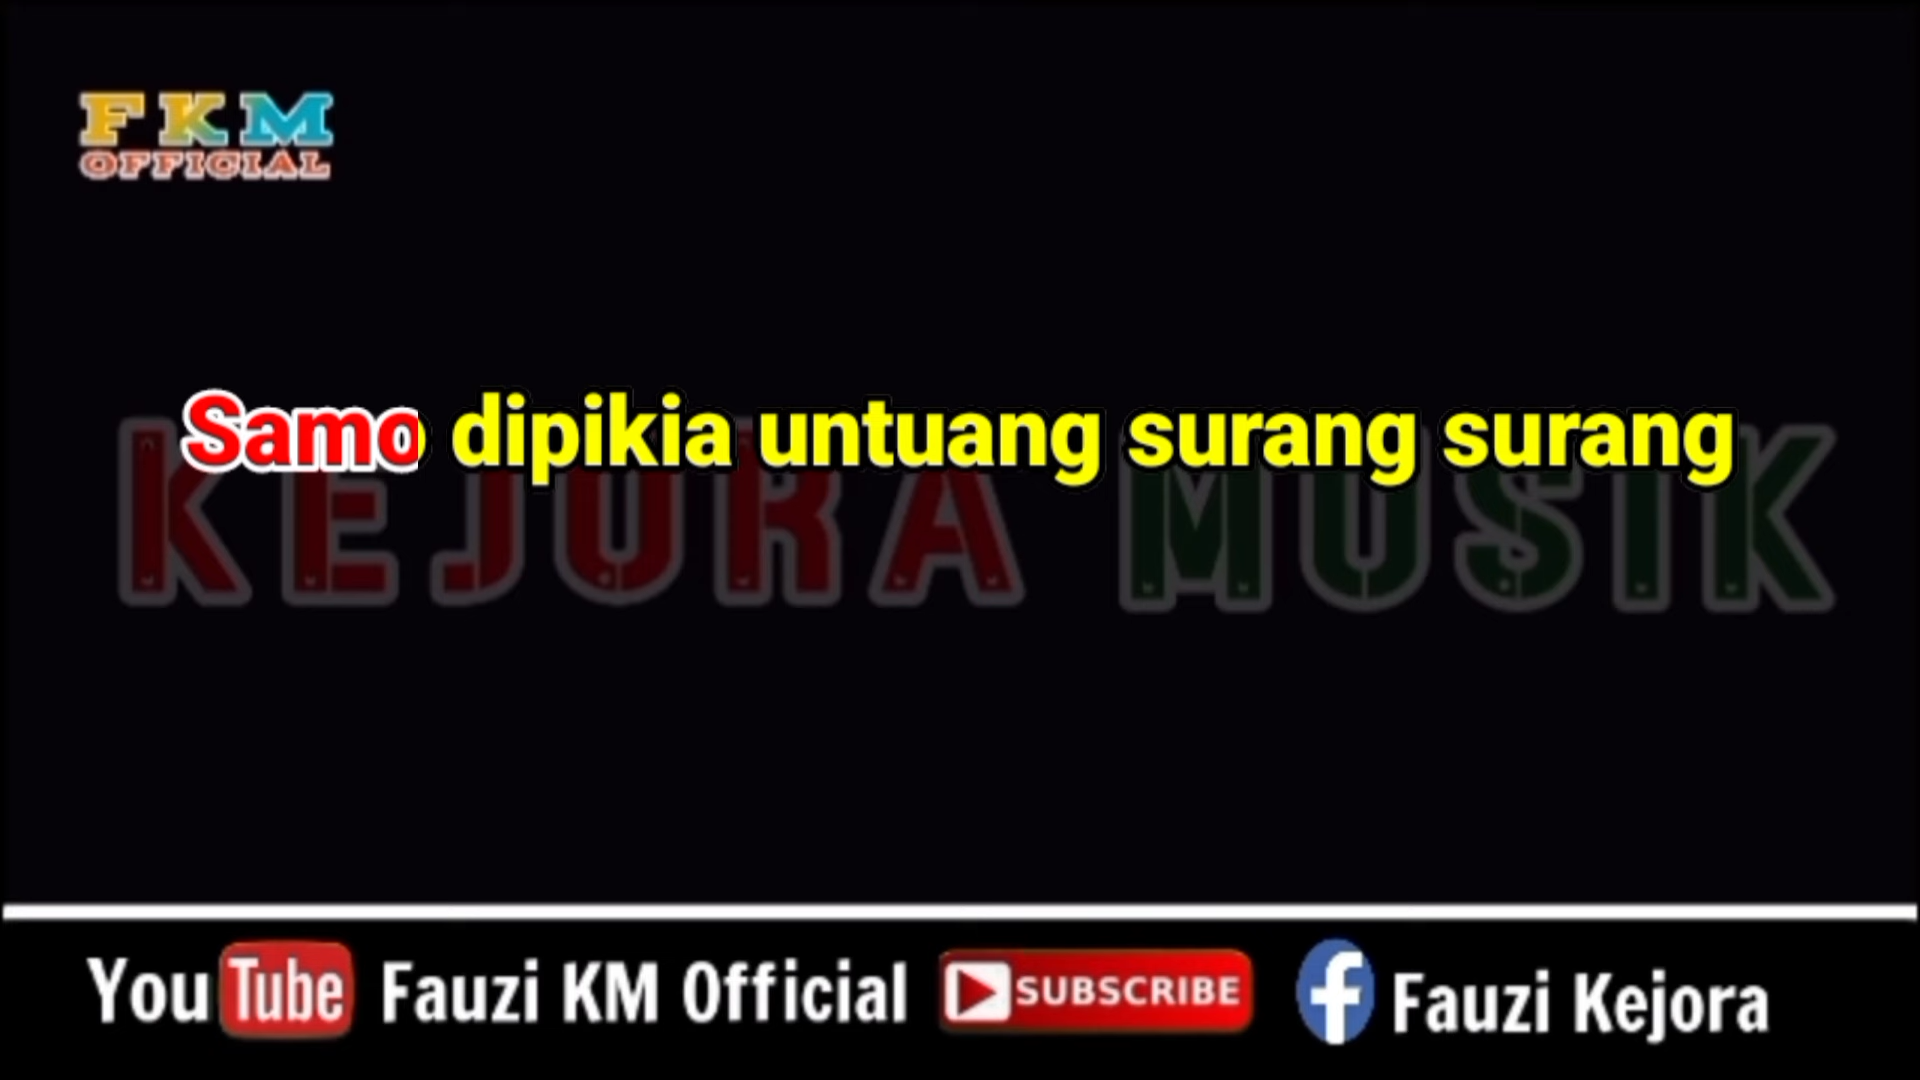 FKM
OFFICIAL
Samo dipikia untuang surang surang
KEJORA MUSIK
YouTube Fauzi KM Official SUBSCRIBE f Fauzi Kejora